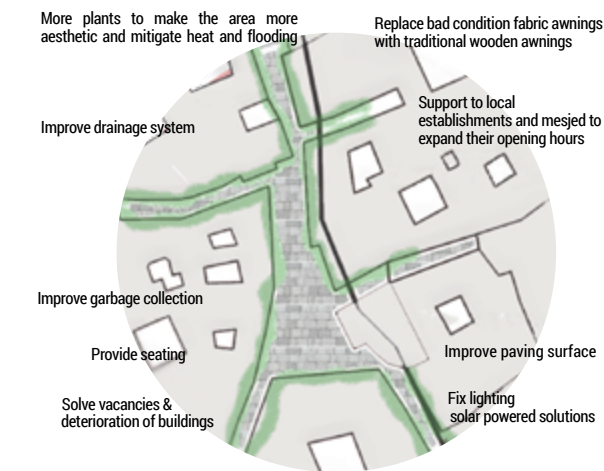 More plants to make the area more
aesthetic and mitigate heat and flooding
Replace bad condition fabric awnings
with traditional wooden awnings
Improve drainage system
Support to local
establishments and mesjed to
expand their opening hours
Improve garbage collection
Provide seating
Improve paving surface
Solve vacancies &
deterioration of buildings
Fix lighting
solar powered solutions